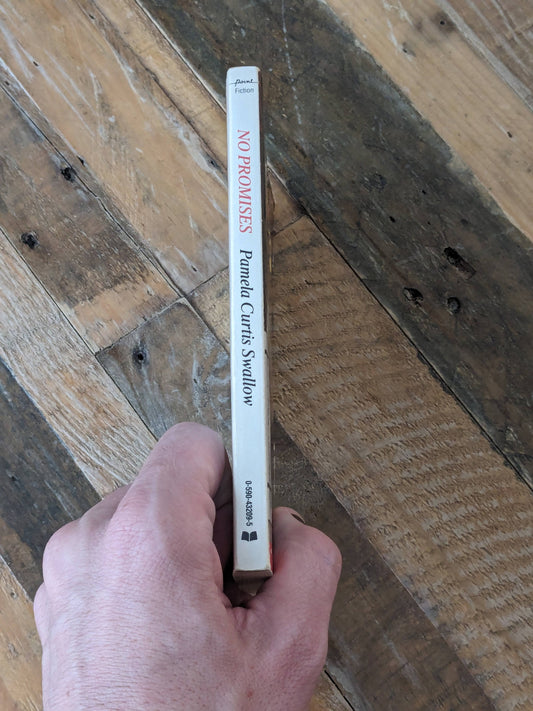 Point
Fiction
NO PROMISES Pamela Curtis Swallow
0-590-43209-5